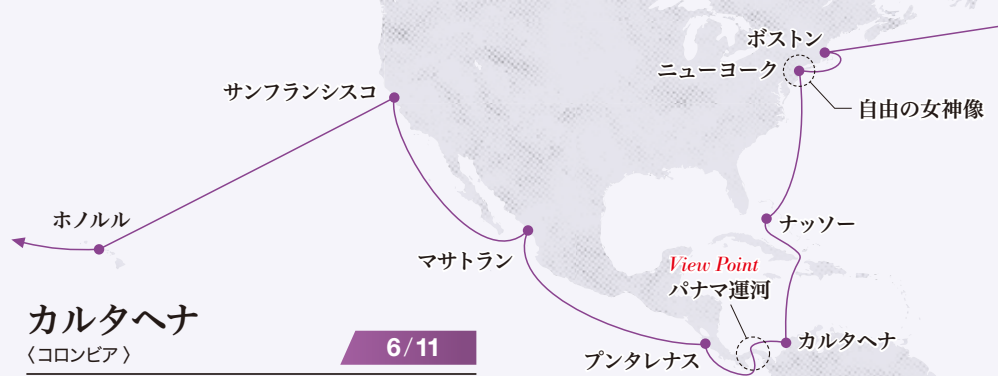 ボストン
ニューヨーク
自由の女神像
サンフランシスコ
ホノルル
ナッソー
マサトラン
View Point
パナマ運河
カルタヘナ
プンタレナス
カルタヘナ
〈コロンビア〉
6/11